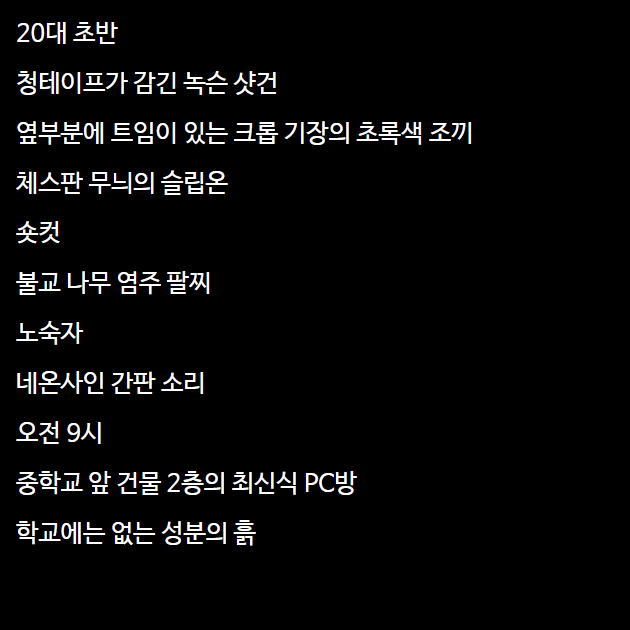 20대 초반
청테이프가 감긴 녹슨 샷건
옆부분에 트임이 있는 크롭 기장의 초록색 조끼
체스판 무늬의 슬립온
숏컷
불교 나무 염주 팔찌
노숙자
네온사인 간판 소리
오전 9시
중학교 앞 건물 2층의 최신식 PC방
학교에는 없는 성분의 흙